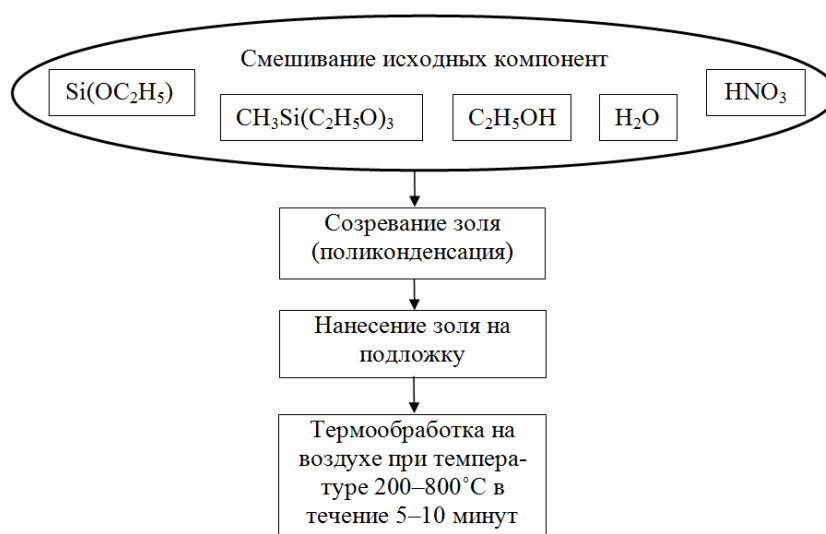 Смешивание исходных компонент
Si(OC₂H₅)
CH₃Si(C₂H₅O)₃
C₂H₅OH
H₂O
HNO₃
Созревание золя
(поликонденсация)
Нанесение золя на
подложку
Термообработка на
воздухе при темпера-
туре 200–800˚С в
течение 5–10 минут